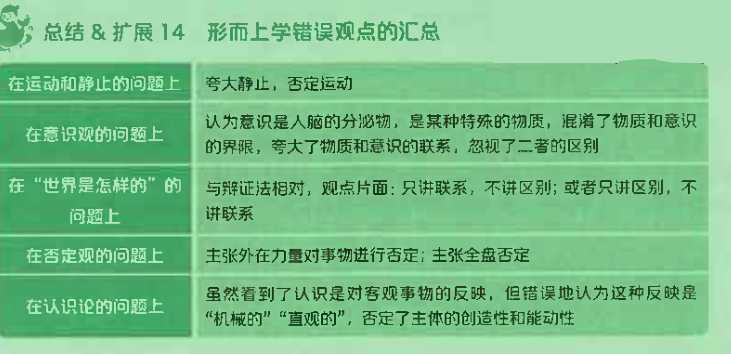 总结 & 扩展 14 形而上学错误观点的汇总
在运动和静止的问题上 夸大静止，否定运动
在意识观的问题上
认为意识是人脑的分泌物，是某种特殊的物质，混淆了物质和意识
的界限，夸大了物质和意识的联系，忽视了二者的区别
在“世界是怎样的”的
问题上
与辩证法相对，观点片面：只讲联系，不讲区别；或者只讲区别，不
讲联系
在否定观的问题上 主张外在力量对事物进行否定；主张全盘否定
在认识论的问题上
虽然看到了认识是对客观事物的反映，但错误地认为这种反映是
“机械的”“直观的”，否定了主体的创造性和能动性